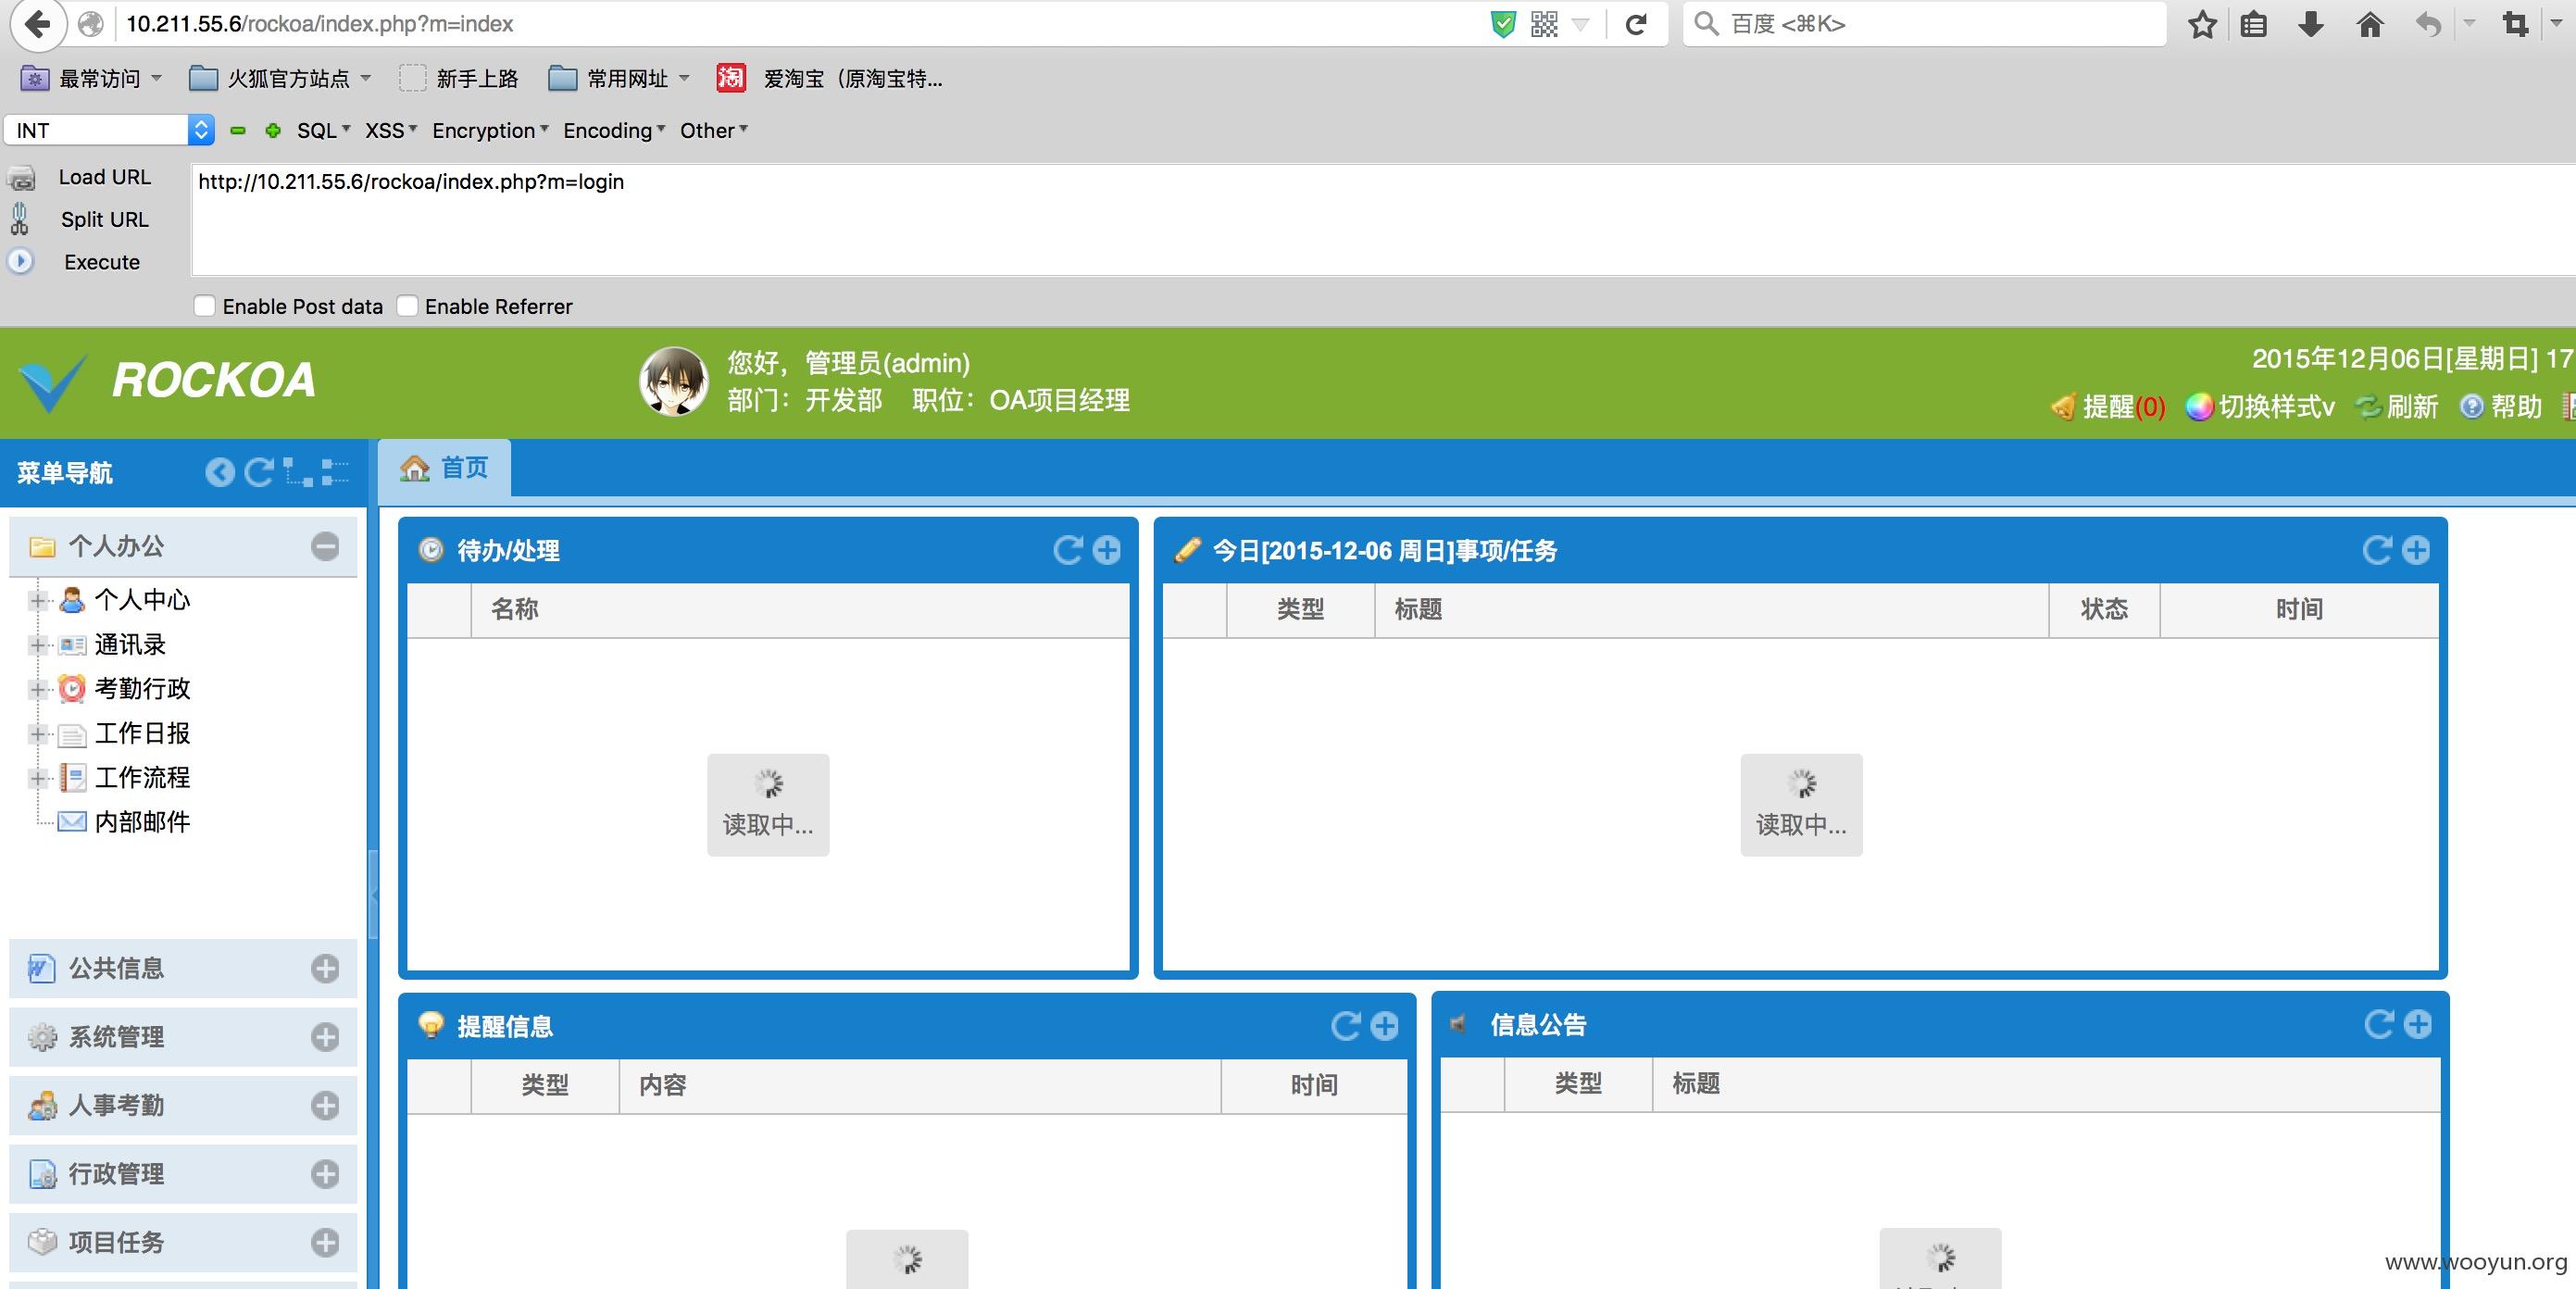 10.211.55.6/rockoa/index.php?m=index
百度 <⌘K>
最常访问 火狐官方站点 新手上路 常用网址 淘 爱淘宝（原淘宝特...
INT SQL XSS Encryption Encoding Other
Load URL http://10.211.55.6/rockoa/index.php?m=login
Split URL
Execute
Enable Post data Enable Referrer
ROCKOA
您好，管理员(admin)
部门：开发部 职位：OA项目经理
2015年12月06日[星期日] 17
提醒(0) 切换样式v 刷新 帮助
菜单导航
首页
个人办公
个人中心
通讯录
考勤行政
工作日报
工作流程
内部邮件
公共信息
系统管理
人事考勤
行政管理
项目任务
待办/处理
名称
读取中...
今日[2015-12-06 周日]事项/任务
类型 标题 状态 时间
读取中...
提醒信息
类型 内容 时间
信息公告
类型 标题
www.wooyun.org